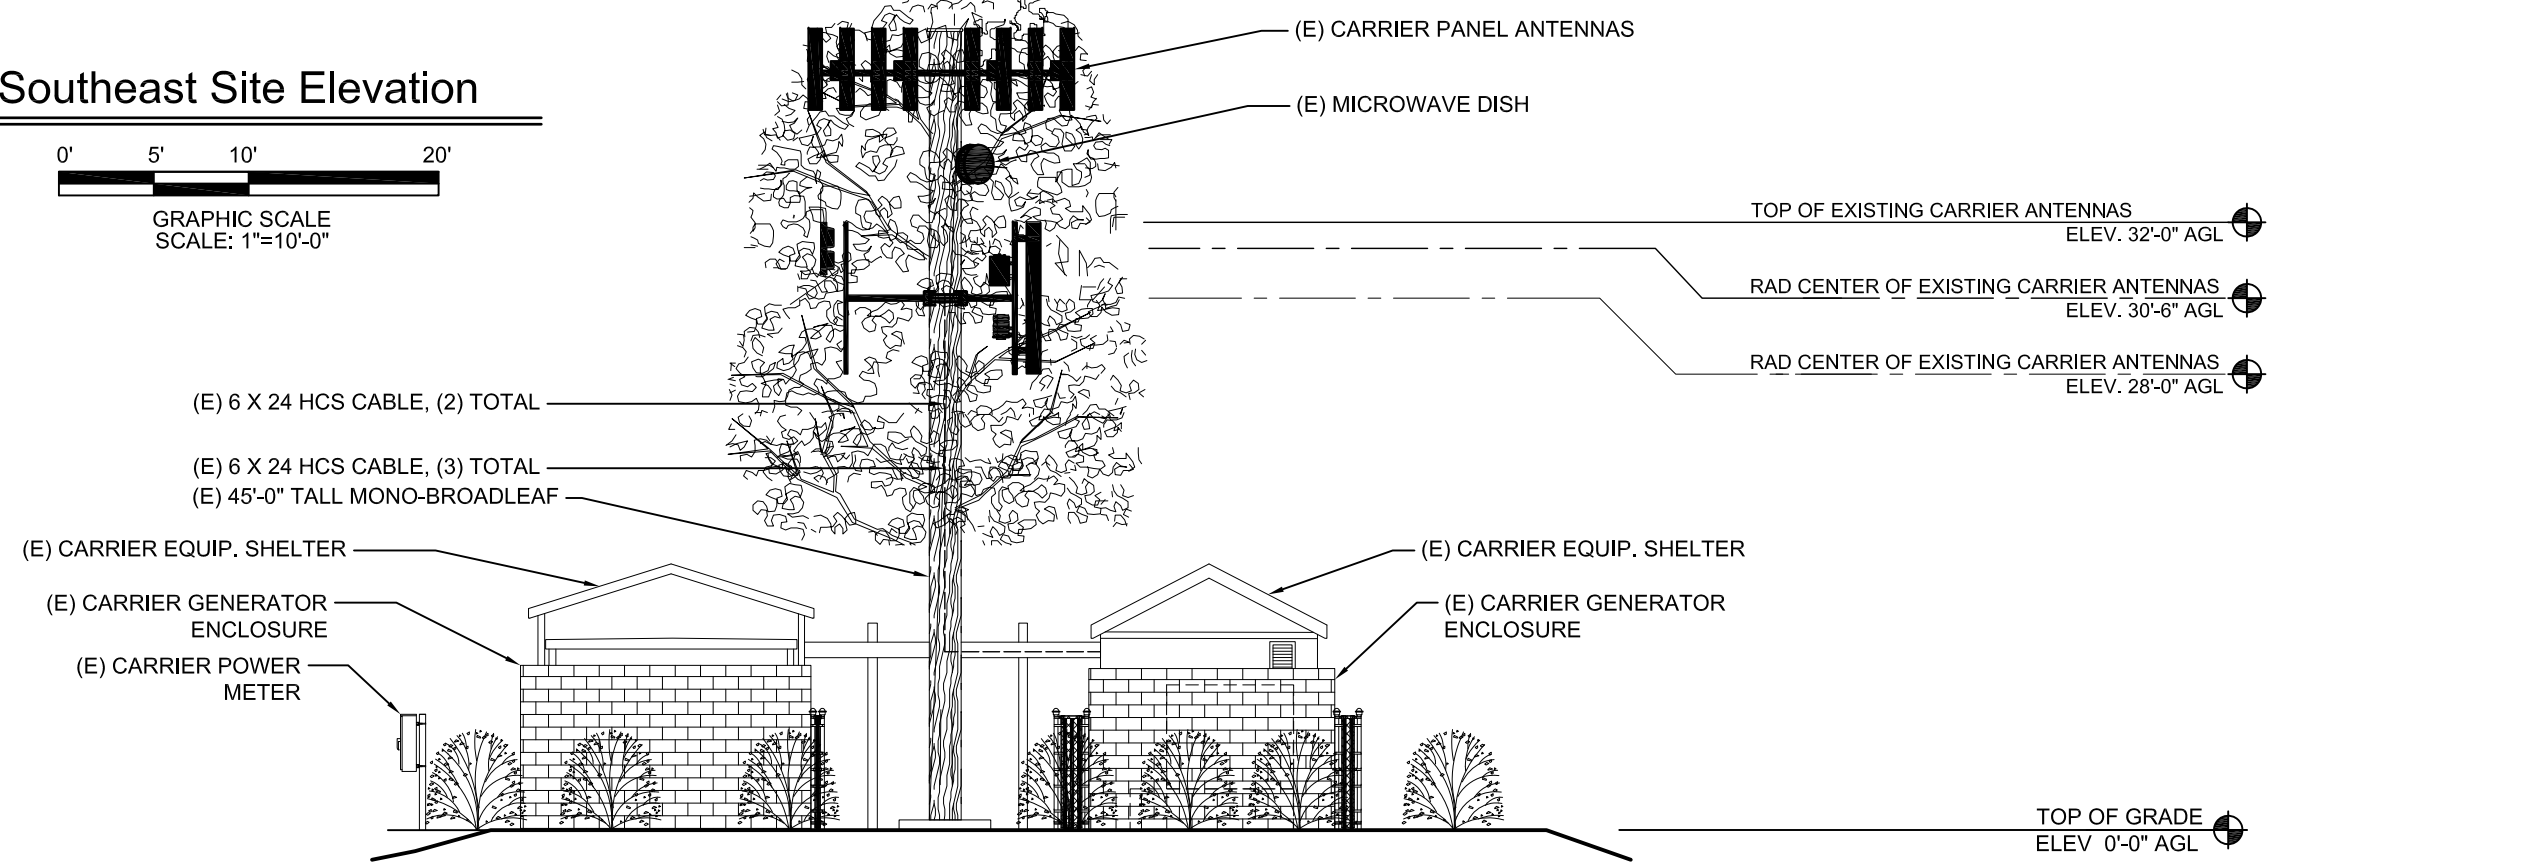 Southeast Site Elevation
0' 5' 10' 20'
GRAPHIC SCALE
SCALE: 1"=10'-0"
(E) CARRIER PANEL ANTENNAS
(E) MICROWAVE DISH
TOP OF EXISTING CARRIER ANTENNAS
ELEV. 32'-0" AGL
RAD CENTER OF EXISTING CARRIER ANTENNAS
ELEV. 30'-6" AGL
RAD CENTER OF EXISTING CARRIER ANTENNAS
ELEV. 28'-0" AGL
(E) 6 X 24 HCS CABLE, (2) TOTAL
(E) 6 X 24 HCS CABLE, (3) TOTAL
(E) 45'-0" TALL MONO-BROADLEAF
(E) CARRIER EQUIP. SHELTER
(E) CARRIER GENERATOR
ENCLOSURE
(E) CARRIER POWER
METER
(E) CARRIER EQUIP. SHELTER
(E) CARRIER GENERATOR
ENCLOSURE
TOP OF GRADE
ELEV 0'-0" AGL